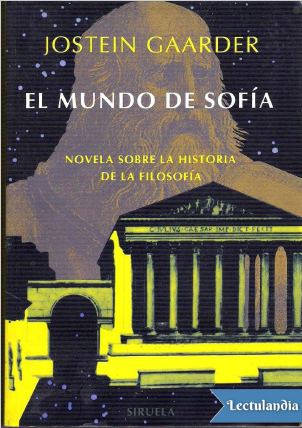 JOSTEIN GAARDER
EL MUNDO DE SOFÍA
NOVELA SOBRE LA HISTORIA
DE LA FILOSOFÍA
SIRUELA
Lectulandia